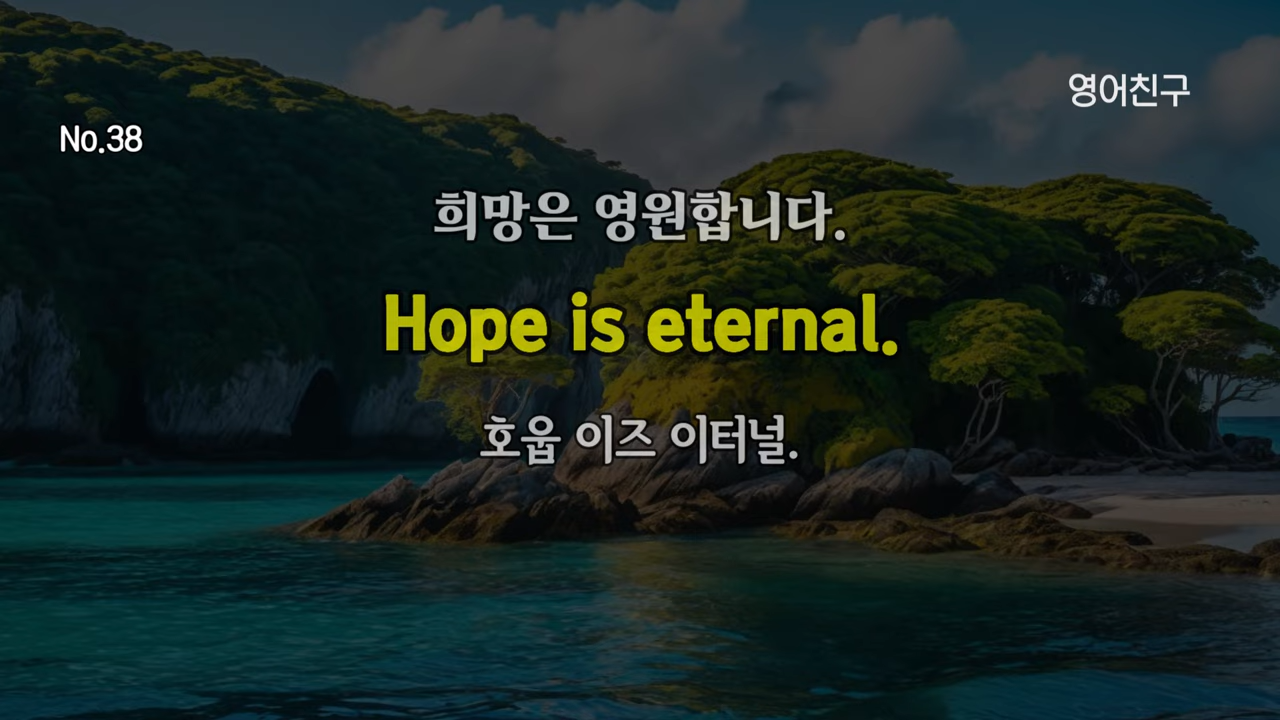 영어친구
No.38
희망은 영원합니다.
Hope is eternal.
호웁 이즈 이터널.